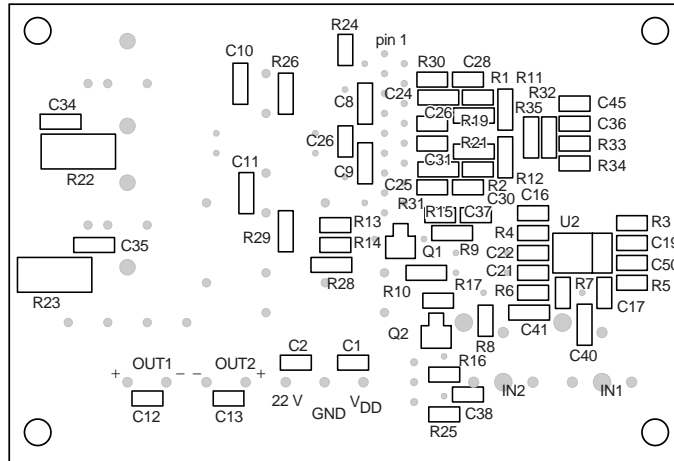 R24
pin 1
C10
R26
R30
C28
R1
R11
R32
C34
C8
C24
R35
C45
C26
C26
R19
C36
R21
R33
R22
C11
C9
C31
R34
C25
R2
R12
R31
C30
C16
R29
R13
R15
C37
U2
R3
C35
R14
Q1
R9
R4
C19
C22
R23
R28
C21
C50
R10
R17
R6
R7
R5
C41
C17
Q2
R8
C40
C2
C1
R16
+ OUT1 - - OUT2 +
IN2
IN1
C12
C13
22 V
GND
VDD
C38
R25